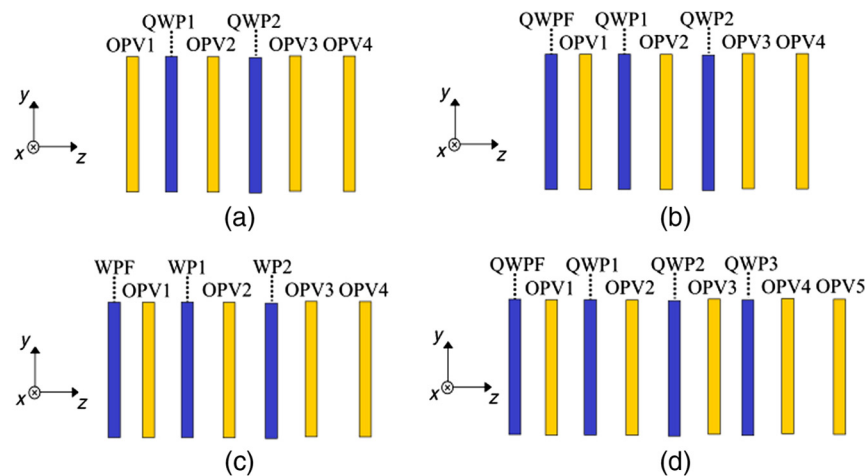 QWP1 QWP2
OPV1 OPV2 OPV3 OPV4
y
x z
(a)
QWPF QWP1 QWP2
OPV1 OPV2 OPV3 OPV4
y
x z
(b)
WPF WP1 WP2
OPV1 OPV2 OPV3 OPV4
y
x z
(c)
QWPF QWP1 QWP2 QWP3
OPV1 OPV2 OPV3 OPV4 OPV5
y
x z
(d)